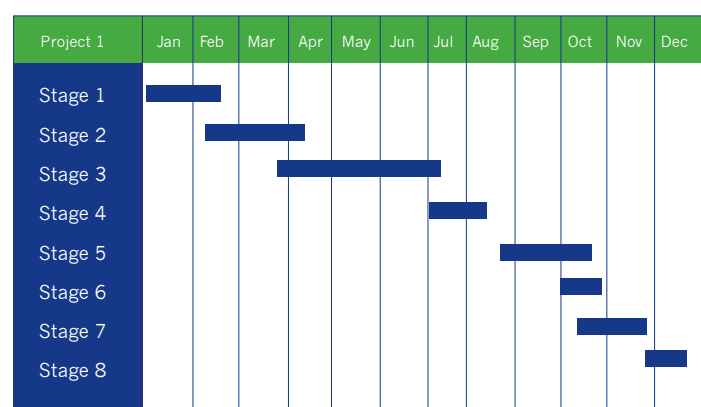 Project 1 Jan Feb Mar Apr May Jun Jul Aug Sep Oct Nov Dec
Stage 1
Stage 2
Stage 3
Stage 4
Stage 5
Stage 6
Stage 7
Stage 8